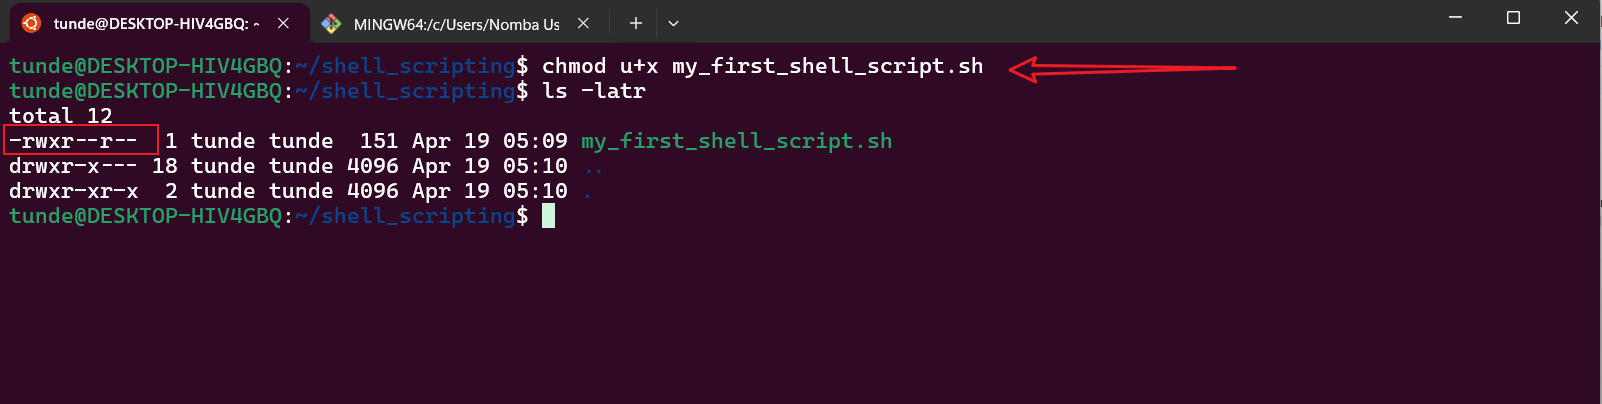 tunde@DESKTOP-HIV4GBQ: ~
MINGW64:/c/Users/Nomba Us
tunde@DESKTOP-HIV4GBQ:~/shell_scripting$ chmod u+x my_first_shell_script.sh
tunde@DESKTOP-HIV4GBQ:~/shell_scripting$ ls -latr
total 12
-rwxr--r-- 1 tunde tunde 151 Apr 19 05:09 my_first_shell_script.sh
drwxr-x--- 18 tunde tunde 4096 Apr 19 05:10 ..
drwxr-xr-x 2 tunde tunde 4096 Apr 19 05:10 .
tunde@DESKTOP-HIV4GBQ:~/shell_scripting$